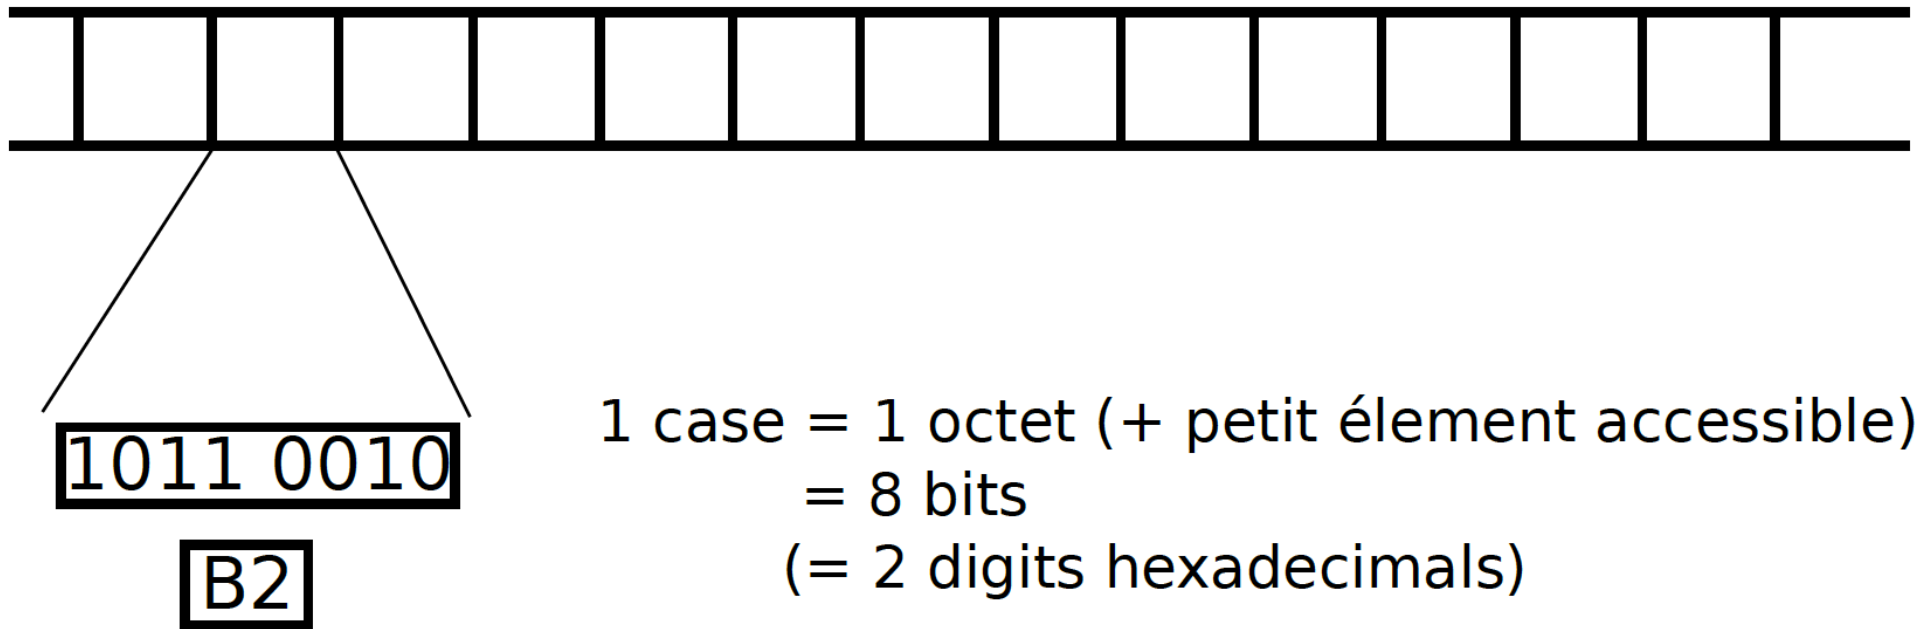 1011 0010
B2
1 case = 1 octet (+ petit élement accessible)
= 8 bits
(= 2 digits hexadecimals)